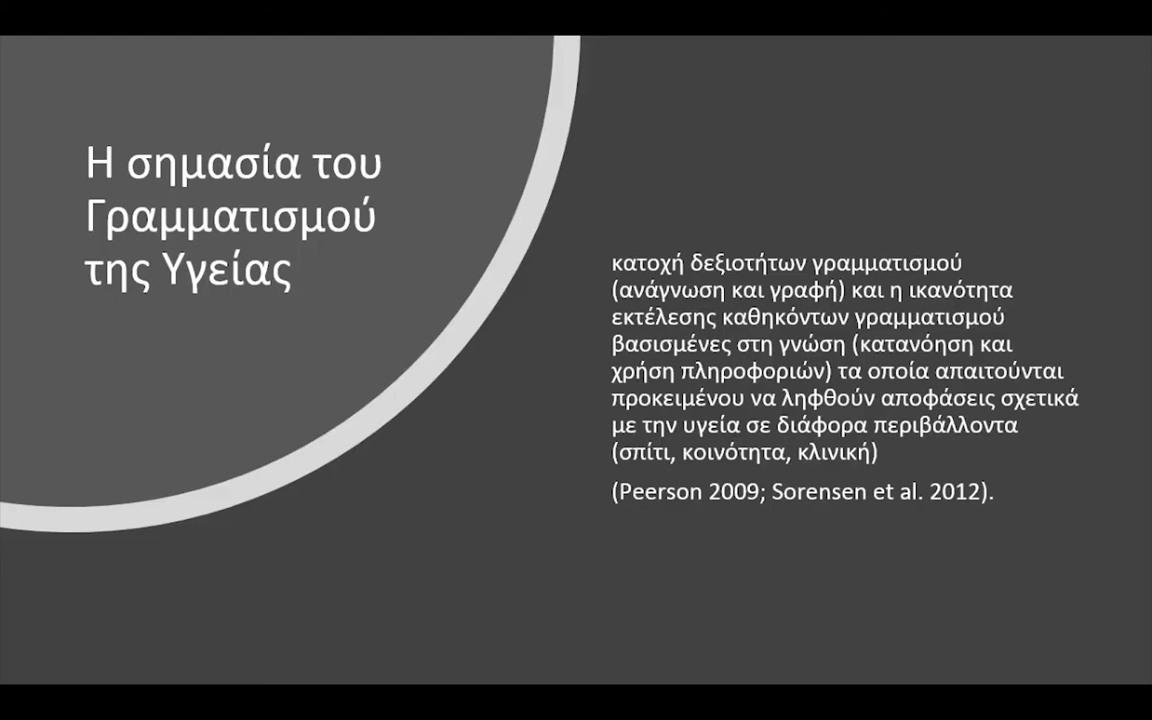 Η σημασία του
Γραμματισμού
της Υγείας
κατοχή δεξιοτήτων γραμματισμού
(ανάγνωση και γραφή) και η ικανότητα
εκτέλεσης καθηκόντων γραμματισμού
βασισμένες στη γνώση (κατανόηση και
χρήση πληροφοριών) τα οποία απαιτούνται
προκειμένου να ληφθούν αποφάσεις σχετικά
με την υγεία σε διάφορα περιβάλλοντα
(σπίτι, κοινότητα, κλινική)
(Peerson 2009; Sorensen et al. 2012).